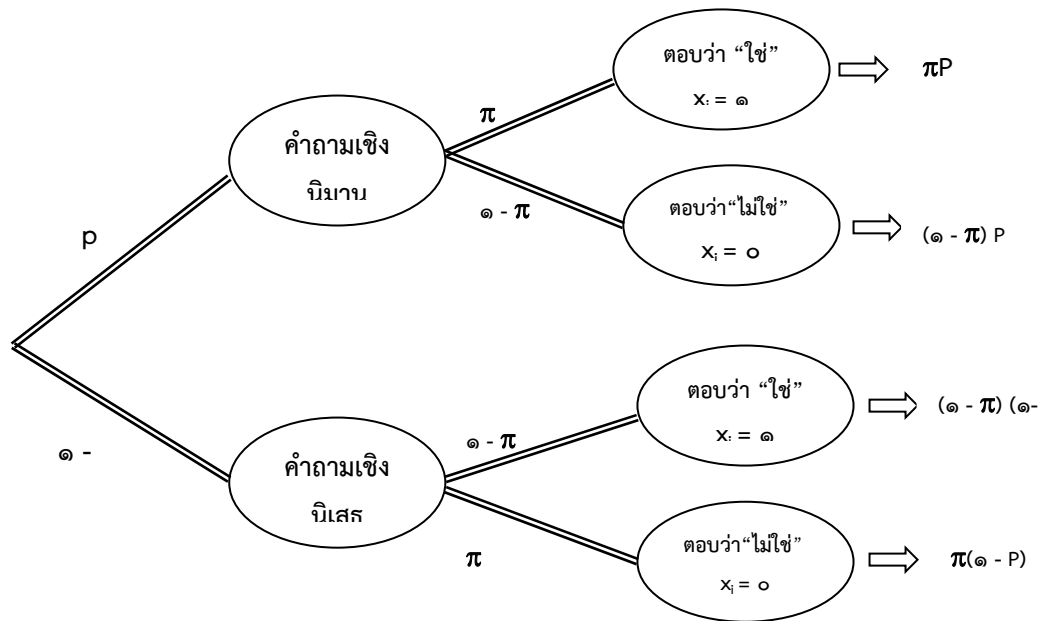 ตอบว่า “ใช่”
xᵢ = ๑
πP
π
คำถามเชิง
นิมาน
๑ - π
ตอบว่า“ไม่ใช่”
xᵢ = ๐
(๑ - π) P
p
ตอบว่า “ใช่”
xᵢ = ๑
(๑ - π) (๑-
๑ - π
๑ -
คำถามเชิง
นิเสธ
ตอบว่า“ไม่ใช่”
xᵢ = ๐
π(๑ - P)
π